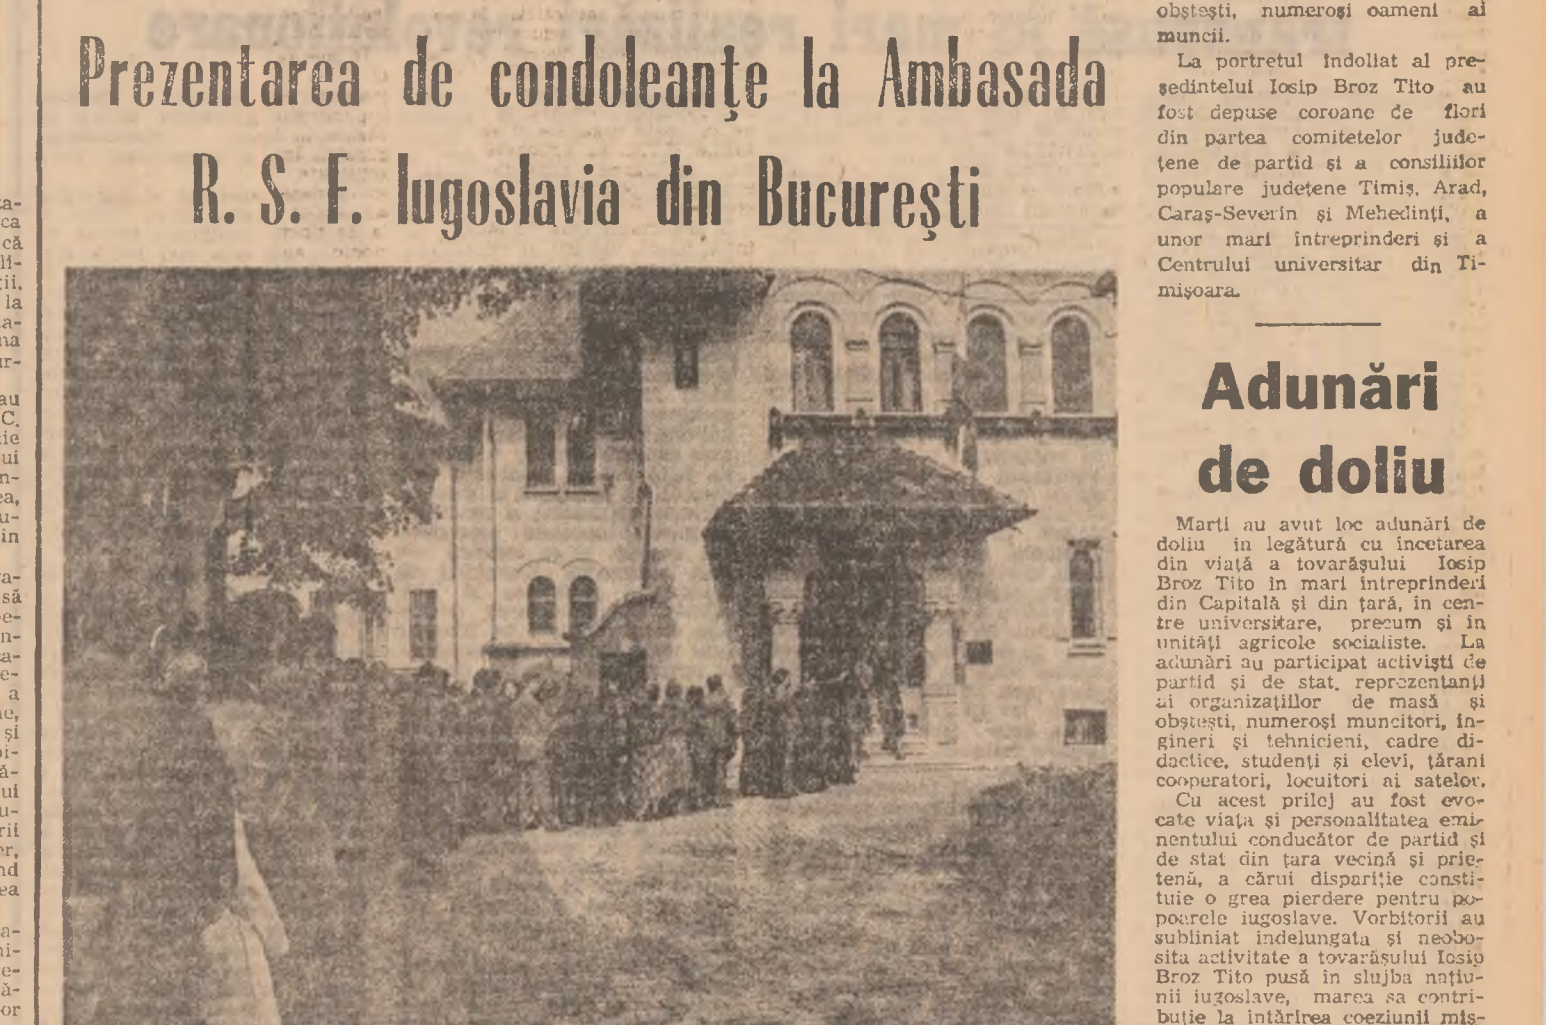 Prezentarea de condoleanțe la Ambasada
R. S. F. Iugoslavia din București
obștești, numeroși oameni ai
muncii.
La portretul îndoliat al pre-
ședintelui Iosip Broz Tito au
fost depuse coroane de flori
din partea comitetelor jude-
țene de partid și a consiliilor
populare județene Timiș, Arad,
Caraș-Severin și Mehedinți, a
unor mari întreprinderi și a
Centrului universitar din Ti-
mișoara.
Adunări
de doliu
Marți au avut loc adunări de
doliu în legătură cu încetarea
din viață a tovarășului Iosip
Broz Tito în mari întreprinderi
din Capitală și din țară, în cen-
tre universitare, precum și în
unități agricole socialiste. La
adunări au participat activiști de
partid și de stat, reprezentanți
ai organizațiilor de masă și
obștești, numeroși muncitori, in-
gineri și tehnicieni, cadre di-
dactice, studenți și elevi, țărani
cooperatori, locuitori ai satelor.
Cu acest prilej au fost evo-
cate viața și personalitatea emi-
nentului conducător de partid și
de stat din țara vecină și prie-
tenă, a cărui dispariție consti-
tuie o grea pierdere pentru po-
poarele iugoslave. Vorbitorii au
subliniat îndelungata și neobo-
sita activitate a tovarășului Iosip
Broz Tito pusă în slujba națiu-
nii iugoslave, marea sa contri-
buție la întărirea coeziunii miș-